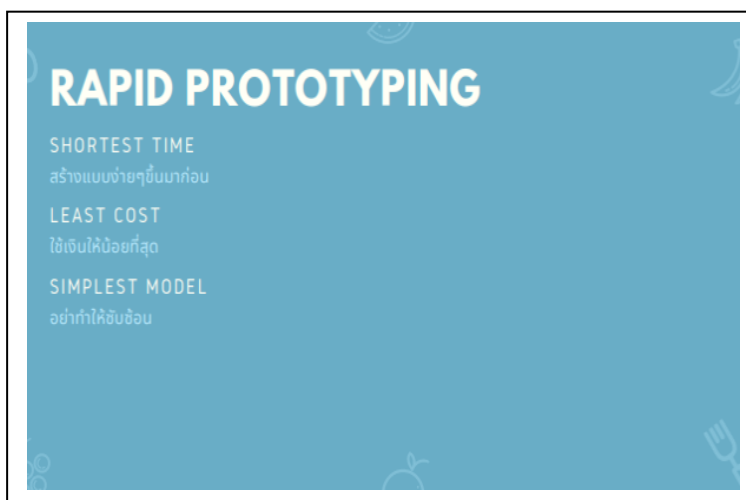 RAPID PROTOTYPING
SHORTEST TIME
สร้างแบบง่ายๆขึ้นมาก่อน
LEAST COST
ใช้เงินให้น้อยที่สุด
SIMPLEST MODEL
อย่าทำให้ซับซ้อน